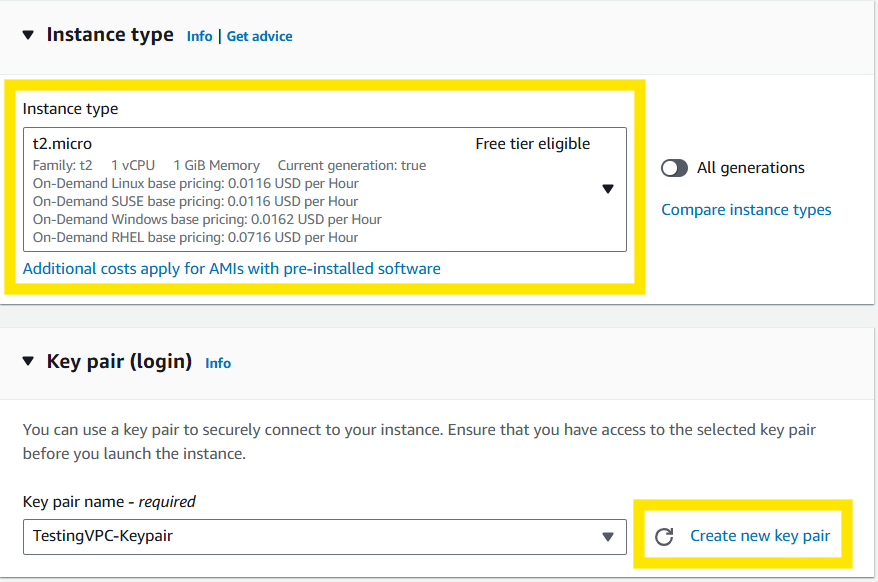 Instance type Info | Get advice
Instance type
t2.micro Free tier eligible
Family: t2 1 vCPU 1 GiB Memory Current generation: true
On-Demand Linux base pricing: 0.0116 USD per Hour
On-Demand SUSE base pricing: 0.0116 USD per Hour
On-Demand Windows base pricing: 0.0162 USD per Hour
On-Demand RHEL base pricing: 0.0716 USD per Hour
All generations
Compare instance types
Additional costs apply for AMIs with pre-installed software
Key pair (login) Info
You can use a key pair to securely connect to your instance. Ensure that you have access to the selected key pair
before you launch the instance.
Key pair name - required
TestingVPC-Keypair
Create new key pair